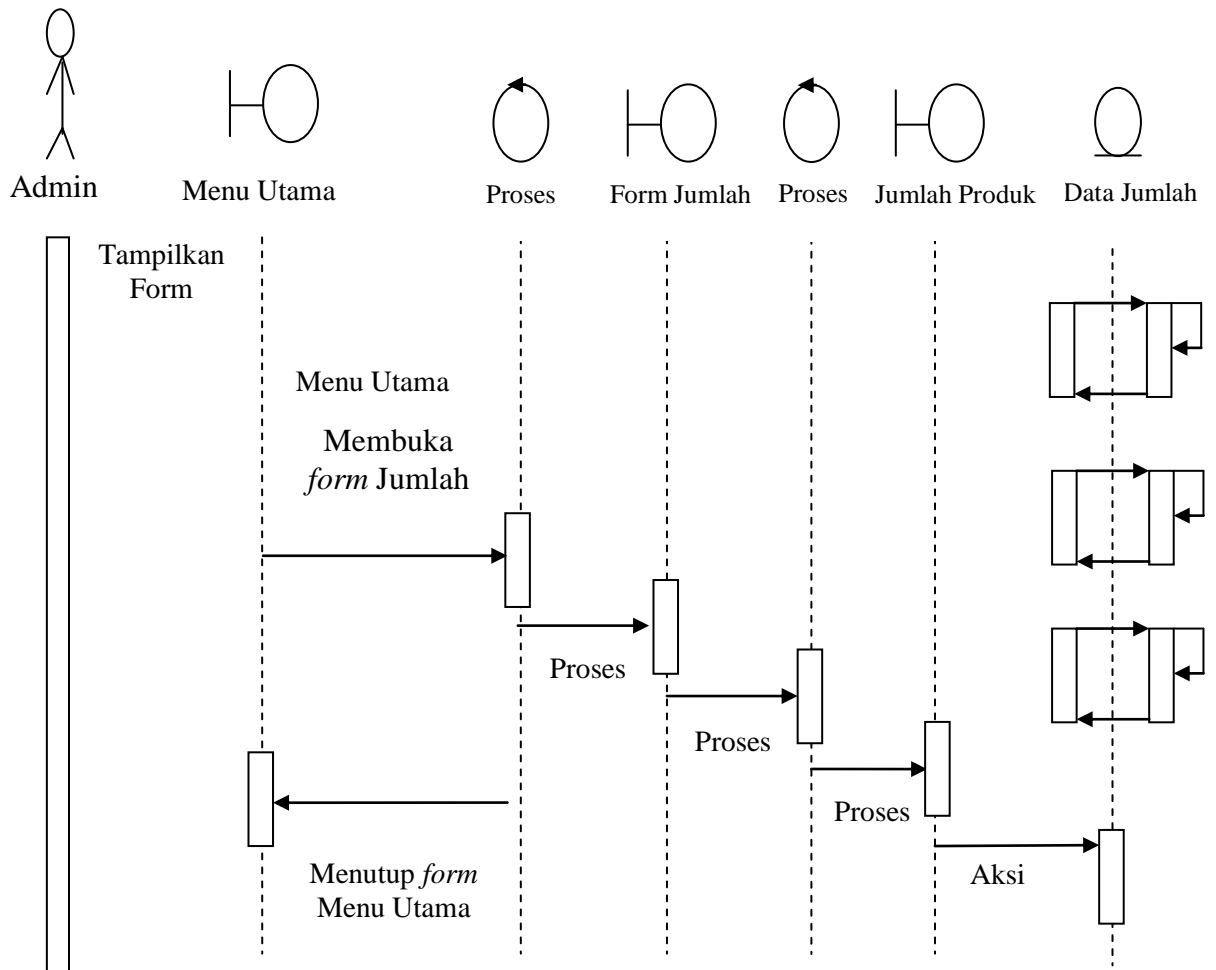 Admin
Menu Utama
Proses
Form Jumlah
Proses
Jumlah Produk
Data Jumlah
Tampilkan
Form
Menu Utama
Membuka
form Jumlah
Proses
Proses
Proses
Aksi
Menutup form
Menu Utama